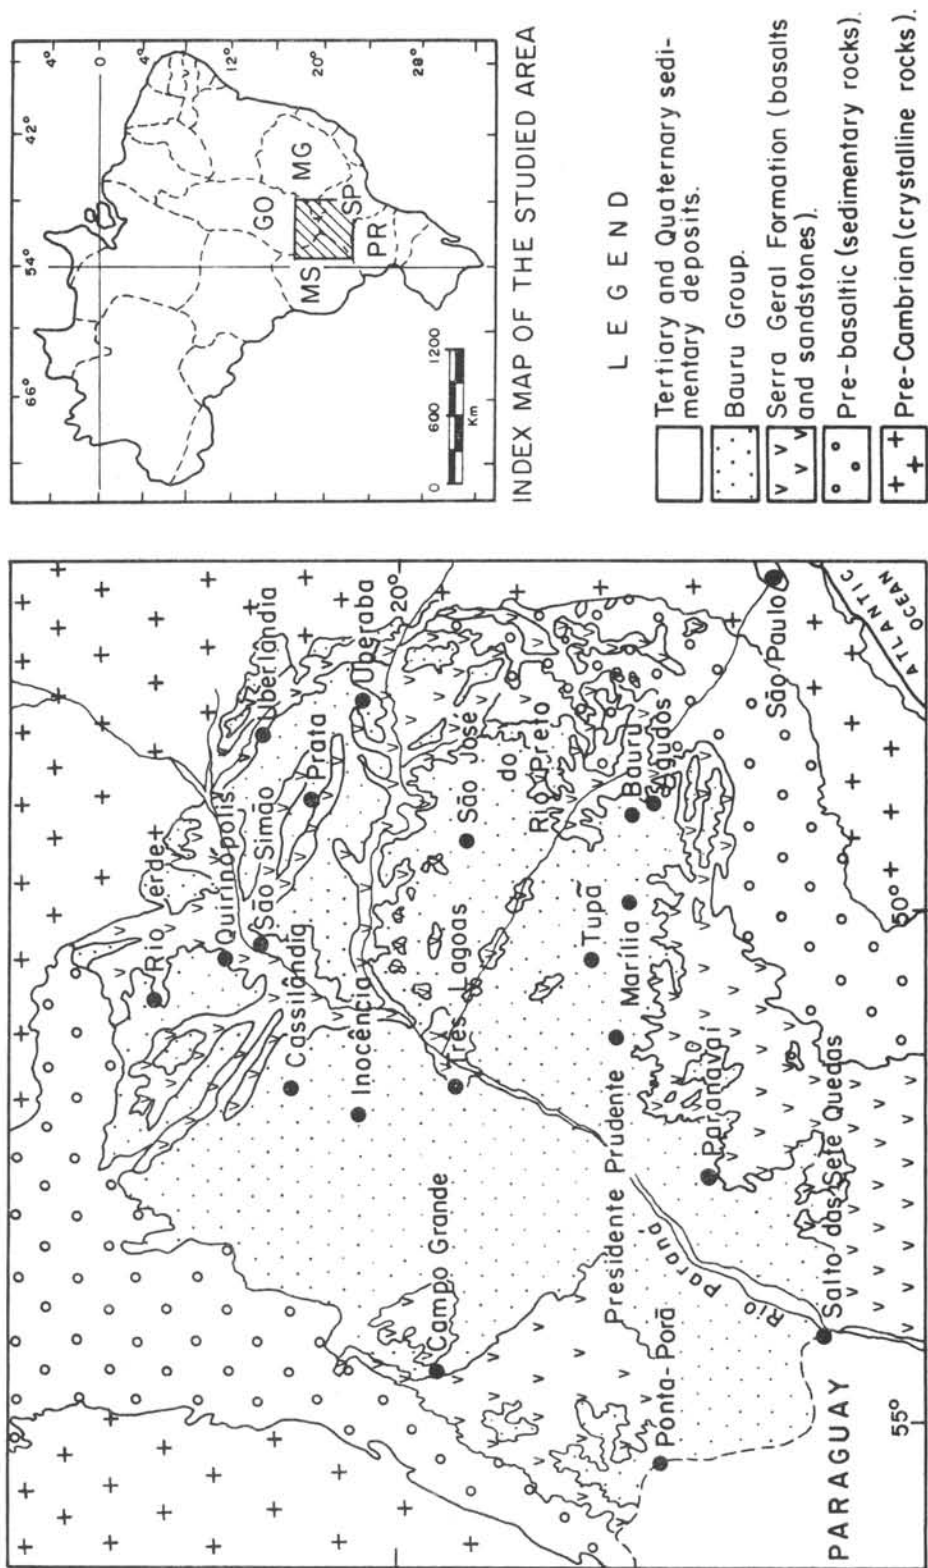 4°
0
12°
20°
28°
42°
54°
66°
GO
MG
MS
SP
PR
0 600 1200
Km
INDEX MAP OF THE STUDIED AREA
LEGEND
Tertiary and Quaternary sedi-
mentary deposits.
Bauru Group.
Serra Geral Formation (basalts
and sandstones).
Pre-basaltic (sedimentary rocks).
Pre-Cambrian (crystalline rocks).
Rio Verde
Quirinópolis
São Simão
Uberlândia
Cassilândia
Prata
Inocência
Uberaba
20°
Campo Grande
Três Lagoas
São José
do
Rio Preto
Tupã
Presidente Prudente
Marília
Bauru
Agudos
Ponta-Porã
Rio Paraná
Paranavaí
São Paulo
Salto das Sete Quedas
PARAGUAY
ATLANTIC
OCEAN
55°
50°